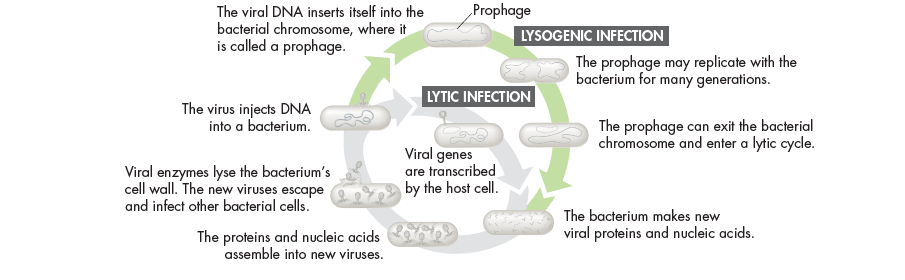 The viral DNA inserts itself into the
bacterial chromosome, where it
is called a prophage.
Prophage
LYSOGENIC INFECTION
The prophage may replicate with the
bacterium for many generations.
LYTIC INFECTION
The virus injects DNA
into a bacterium.
The prophage can exit the bacterial
chromosome and enter a lytic cycle.
Viral genes
are transcribed
by the host cell.
Viral enzymes lyse the bacterium’s
cell wall. The new viruses escape
and infect other bacterial cells.
The bacterium makes new
viral proteins and nucleic acids.
The proteins and nucleic acids
assemble into new viruses.